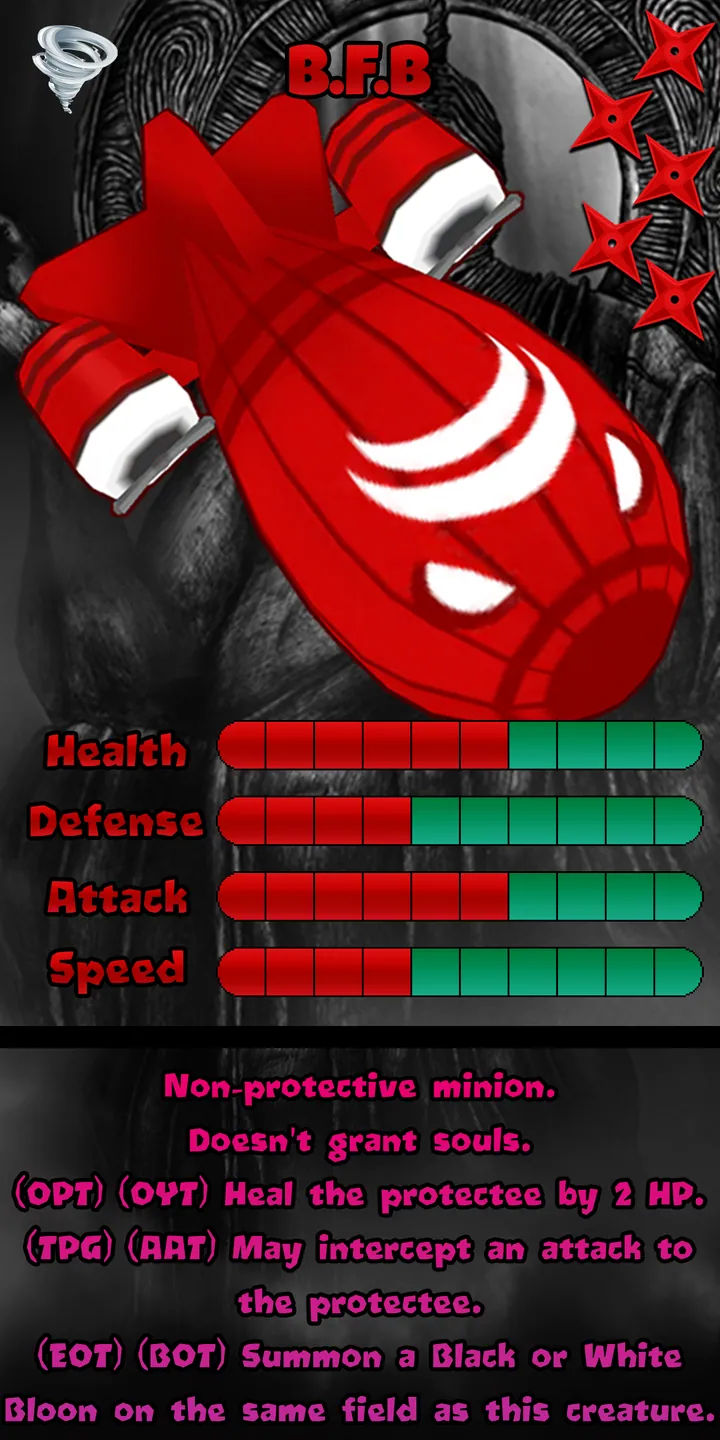 B.F.B
Health
Defense
Attack
Speed
Non-protective minion.
Doesn't grant souls.
(OPT) (OYT) Heal the protectee by 2 HP.
(TPG) (AAT) May intercept an attack to
the protectee.
(EOT) (BOT) Summon a Black or White
Bloon on the same field as this creature.